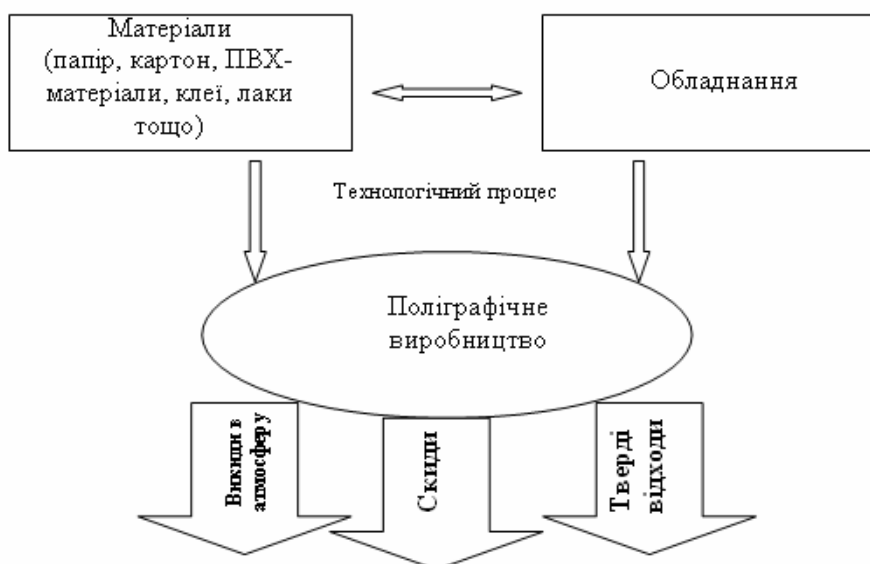 Матеріали
(папір, картон, ПВХ-
матеріали, клеї, лаки
тощо)
Обладнання
Технологічний процес
Поліграфічне
виробництво
Викиди в
атмосферу
Скиди
Тверді
відходи